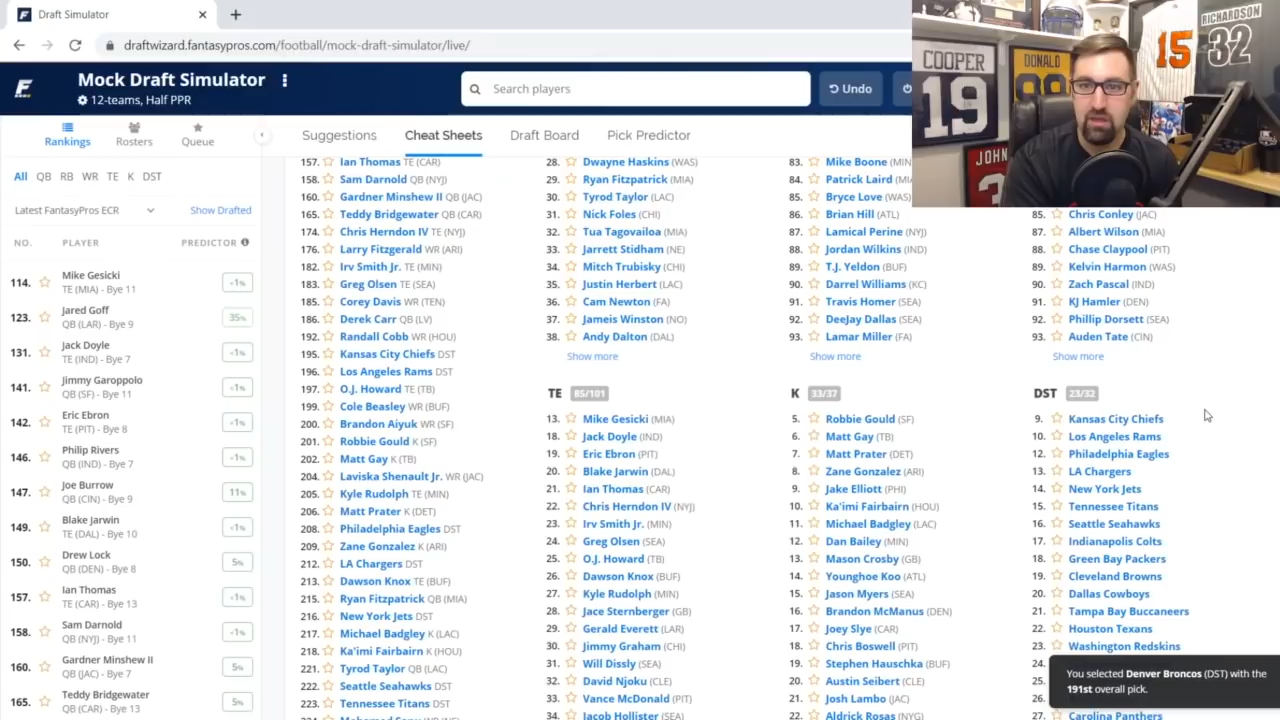 Draft Simulator
draftwizard.fantasypros.com/football/mock-draft-simulator/live/
Mock Draft Simulator
12-teams, Half PPR
Search players
Undo
COOPER
19
DONALD
15
RICHARDSON
32
JOHN
Rankings
Rosters
Queue
Suggestions
Cheat Sheets
Draft Board
Pick Predictor
All QB RB WR TE K DST
Latest FantasyPros ECR
Show Drafted
NO. PLAYER PREDICTOR
114. Mike Gesicki <1%
TE (MIA) - Bye 11
123. Jared Goff 35%
QB (LAR) - Bye 9
131. Jack Doyle <1%
TE (IND) - Bye 7
141. Jimmy Garoppolo <1%
QB (SF) - Bye 11
142. Eric Ebron <1%
TE (PIT) - Bye 8
146. Philip Rivers <1%
QB (IND) - Bye 7
147. Joe Burrow 11%
QB (CIN) - Bye 9
149. Blake Jarwin <1%
TE (DAL) - Bye 10
150. Drew Lock 5%
QB (DEN) - Bye 8
157. Ian Thomas <1%
TE (CAR) - Bye 13
158. Sam Darnold <1%
QB (NYJ) - Bye 11
160. Gardner Minshew II 5%
QB (JAC) - Bye 7
165. Teddy Bridgewater 5%
QB (CAR) - Bye 13
157. Ian Thomas TE (CAR)
158. Sam Darnold QB (NYJ)
160. Gardner Minshew II QB (JAC)
165. Teddy Bridgewater QB (CAR)
174. Chris Herndon IV TE (NYJ)
176. Larry Fitzgerald WR (ARI)
182. Irv Smith Jr. TE (MIN)
183. Greg Olsen TE (SEA)
185. Corey Davis WR (TEN)
186. Derek Carr QB (LV)
192. Randall Cobb WR (HOU)
195. Kansas City Chiefs DST
196. Los Angeles Rams DST
197. O.J. Howard TE (TB)
199. Cole Beasley WR (BUF)
200. Brandon Aiyuk WR (SF)
201. Robbie Gould K (SF)
202. Matt Gay K (TB)
204. Laviska Shenault Jr. WR (JAC)
205. Kyle Rudolph TE (MIN)
206. Matt Prater K (DET)
208. Philadelphia Eagles DST
209. Zane Gonzalez K (ARI)
212. LA Chargers DST
213. Dawson Knox TE (BUF)
215. Ryan Fitzpatrick QB (MIA)
216. New York Jets DST
217. Michael Badgley K (LAC)
218. Ka'imi Fairbairn K (HOU)
221. Tyrod Taylor QB (LAC)
222. Seattle Seahawks DST
223. Tennessee Titans DST
28. Dwayne Haskins (WAS)
29. Ryan Fitzpatrick (MIA)
30. Tyrod Taylor (LAC)
31. Nick Foles (CHI)
32. Tua Tagovailoa (MIA)
33. Jarrett Stidham (NE)
34. Mitch Trubisky (CHI)
35. Justin Herbert (LAC)
36. Cam Newton (FA)
37. Jameis Winston (NO)
38. Andy Dalton (DAL)
Show more
83. Mike Boone (MIN
84. Patrick Laird (MIA
85. Bryce Love (WAS)
86. Brian Hill (ATL)
87. Lamical Perine (NYJ)
88. Jordan Wilkins (IND)
89. T.J. Yeldon (BUF)
90. Darrel Williams (KC)
91. Travis Homer (SEA)
92. DeeJay Dallas (SEA)
93. Lamar Miller (FA)
Show more
85. Chris Conley (JAC)
87. Albert Wilson (MIA)
88. Chase Claypool (PIT)
89. Kelvin Harmon (WAS)
90. Zach Pascal (IND)
91. KJ Hamler (DEN)
92. Phillip Dorsett (SEA)
93. Auden Tate (CIN)
Show more
TE 85/101
13. Mike Gesicki (MIA)
18. Jack Doyle (IND)
19. Eric Ebron (PIT)
20. Blake Jarwin (DAL)
21. Ian Thomas (CAR)
22. Chris Herndon IV (NYJ)
23. Irv Smith Jr. (MIN)
24. Greg Olsen (SEA)
25. O.J. Howard (TB)
26. Dawson Knox (BUF)
27. Kyle Rudolph (MIN)
28. Jace Sternberger (GB)
29. Gerald Everett (LAR)
30. Jimmy Graham (CHI)
31. Will Dissly (SEA)
32. David Njoku (CLE)
33. Vance McDonald (PIT)
34. Jacob Hollister (SEA)
K 33/37
5. Robbie Gould (SF)
6. Matt Gay (TB)
7. Matt Prater (DET)
8. Zane Gonzalez (ARI)
9. Jake Elliott (PHI)
10. Ka'imi Fairbairn (HOU)
11. Michael Badgley (LAC)
12. Dan Bailey (MIN)
13. Mason Crosby (GB)
14. Younghoe Koo (ATL)
15. Jason Myers (SEA)
16. Brandon McManus (DEN)
17. Joey Slye (CAR)
18. Chris Boswell (PIT)
19. Stephen Hauschka (BUF)
20. Austin Seibert (CLE)
21. Josh Lambo (JAC)
22. Aldrick Rosas (NYG)
DST 23/32
9. Kansas City Chiefs
10. Los Angeles Rams
12. Philadelphia Eagles
13. LA Chargers
14. New York Jets
15. Tennessee Titans
16. Seattle Seahawks
17. Indianapolis Colts
18. Green Bay Packers
19. Cleveland Browns
20. Dallas Cowboys
21. Tampa Bay Buccaneers
22. Houston Texans
23. Washington Redskins
24.
25.
26.
27. Carolina Panthers
You selected Denver Broncos (DST) with the
191st overall pick.